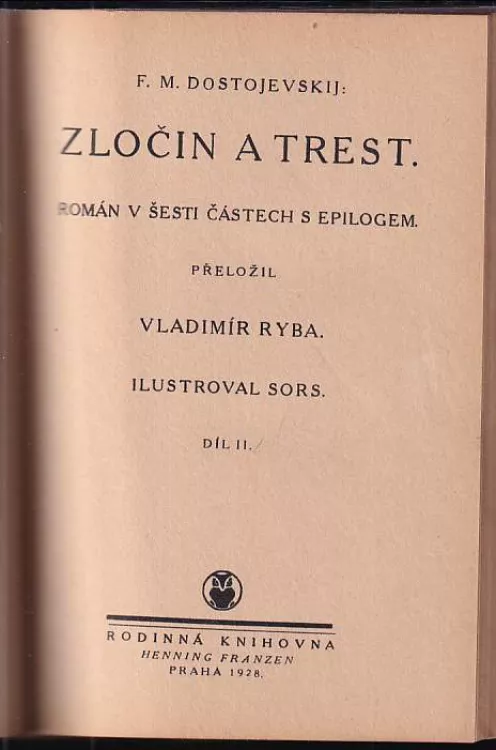 F. M. DOSTOJEVSKIJ:
ZLOČIN A TREST.
ROMÁN V ŠESTI ČÁSTECH S EPILOGEM.
PŘELOŽIL
VLADIMÍR RYBA.
ILUSTROVAL SORS.
DÍL II.
RODINNÁ KNIHOVNA
HENNING FRANZEN
PRAHA 1928.